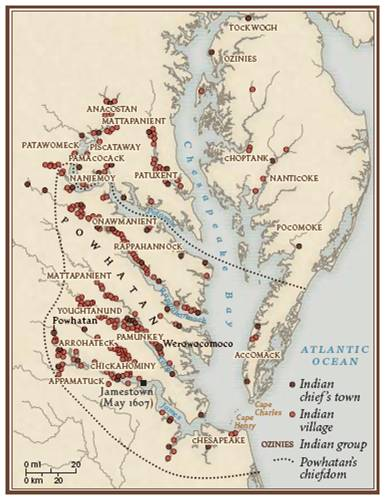 TOCKWOGH
OZINIES
ANACOSTAN
MATTAPANIENT
PATAWOMECK
PISCATAWAY
PAMACOCACK
CHOPTANK
NANJEMOY
PATUXENT
NANTICOKE
Chesapeake Bay
ONAWMANIENT
POCOMOKE
POWHATAN
RAPPAHANNOCK
MATTAPANIENT
YOUGHTANUND
Powhatan
PAMUNKEY
Werowocomoco
ARROHATECK
ACCOMACK
CHICKAHOMINY
APPAMATUCK
Jamestown
(May 1607)
James
Cape
Charles
Cape
Henry
CHESAPEAKE
ATLANTIC
OCEAN
Indian
chief's town
Indian
village
OZINIES Indian group
Powhatan's
chiefdom
0 mi 20
0 km 20